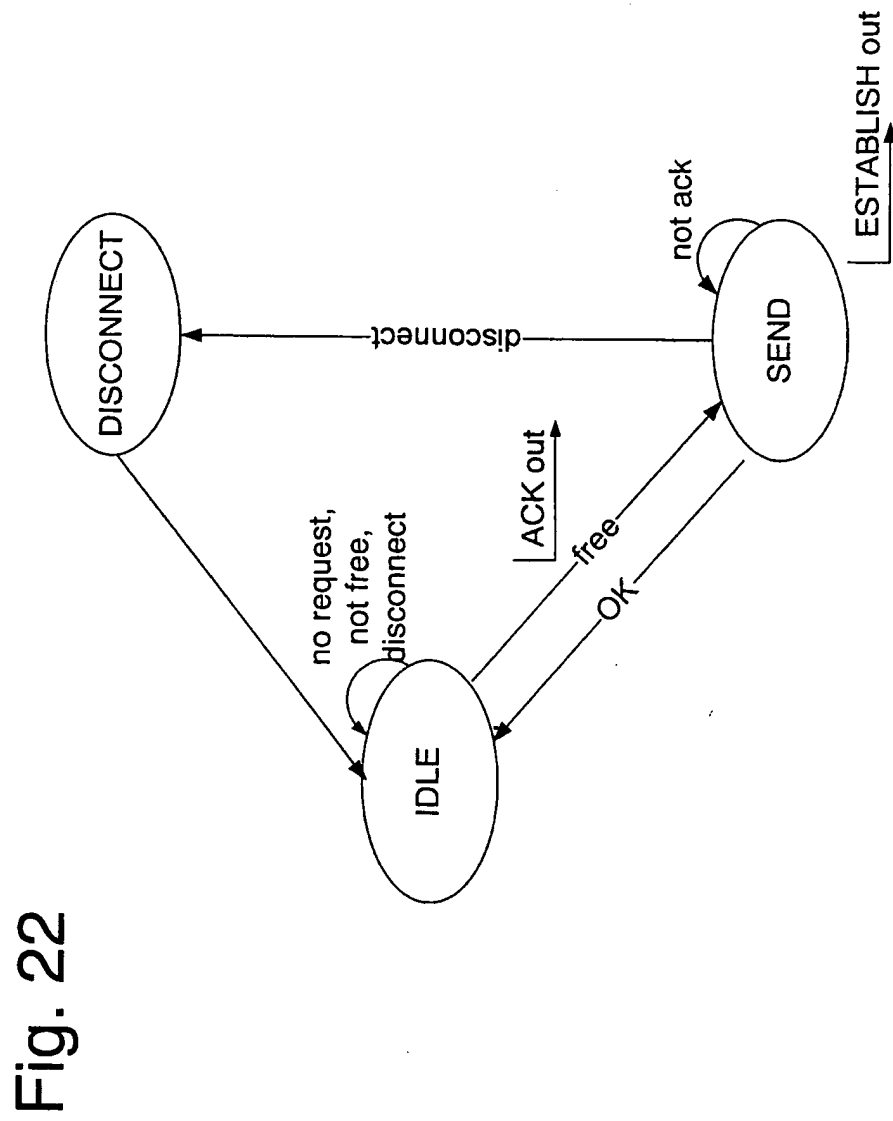 Fig. 22
DISCONNECT
no request,
not free,
disconnect
IDLE
disconnect
ACK out
free
OK
not ack
SEND
ESTABLISH out